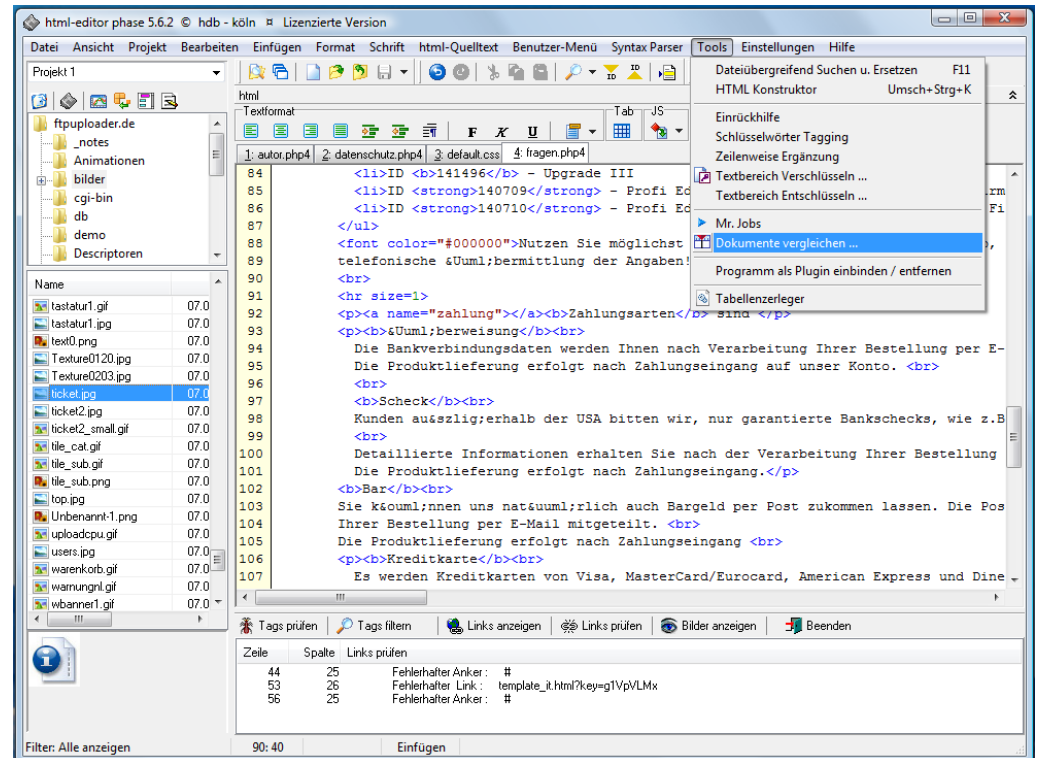 html-editor phase 5.6.2 © hdb - köln ¤ Lizenzierte Version
Datei Ansicht Projekt Bearbeiten Einfügen Format Schrift html-Quelltext Benutzer-Menü Syntax Parser Tools Einstellungen Hilfe
Projekt 1
Dateiübergreifend Suchen u. Ersetzen F11
HTML Konstruktor Umsch+Strg+K
Einrückhilfe
Schlüsselwörter Tagging
Zeilenweise Ergänzung
Textbereich Verschlüsseln ...
Textbereich Entschlüsseln ...
Mr. Jobs
Dokumente vergleichen ...
Programm als Plugin einbinden / entfernen
Tabellenzerleger
ftpuploader.de
_notes
Animationen
bilder
cgi-bin
db
demo
Descriptoren
Name
tastatur1.gif 07.0
tastatur1.jpg 07.0
text0.png 07.0
Texture0120.jpg 07.0
Texture0203.jpg 07.0
ticket.jpg 07.0
ticket2.jpg 07.0
ticket2_small.gif 07.0
tile_cat.gif 07.0
tile_sub.gif 07.0
tile_sub.png 07.0
top.jpg 07.0
Unbenannt-1.png 07.0
uploadcpu.gif 07.0
users.jpg 07.0
warenkorb.gif 07.0
warnungnl.gif 07.0
wbanner1.gif 07.0
html
Textformat Tab JS
F K U
1: autor.php4 2: datenschutz.php4 3: default.css 4: fragen.php4
84 <li>ID <b>141496</b> - Upgrade III
85 <li>ID <strong>140709</strong> - Profi Ed rm
86 <li>ID <strong>140710</strong> - Profi Ed Fi
87 </ul>
88 <font color="#000000">Nutzen Sie möglichst ,
89 telefonische &Uuml;bermittlung der Angaben!
90 <br>
91 <hr size=1>
92 <p><a name="zahlung"></a><b>Zahlungsarten</b> sind </p>
93 <p><b>&Uuml;berweisung</b><br>
94 Die Bankverbindungsdaten werden Ihnen nach Verarbeitung Ihrer Bestellung per E-
95 Die Produktlieferung erfolgt nach Zahlungseingang auf unser Konto. <br>
96 <br>
97 <b>Scheck</b><br>
98 Kunden au&szlig;erhalb der USA bitten wir, nur garantierte Bankschecks, wie z.B
99 <br>
100 Detaillierte Informationen erhalten Sie nach der Verarbeitung Ihrer Bestellung
101 Die Produktlieferung erfolgt nach Zahlungseingang.</p>
102 <b>Bar</b><br>
103 Sie k&ouml;nnen uns nat&uuml;rlich auch Bargeld per Post zukommen lassen. Die Pos
104 Ihrer Bestellung per E-Mail mitgeteilt. <br>
105 Die Produktlieferung erfolgt nach Zahlungseingang <br>
106 <p><b>Kreditkarte</b><br>
107 Es werden Kreditkarten von Visa, MasterCard/Eurocard, American Express und Dine
Tags prüfen Tags filtern Links anzeigen Links prüfen Bilder anzeigen Beenden
Zeile Spalte Links prüfen
44 25 Fehlerhafter Anker : #
53 26 Fehlerhafter Link : template_it.html?key=g1VpVLMx
56 25 Fehlerhafter Anker : #
Filter: Alle anzeigen 90: 40 Einfügen